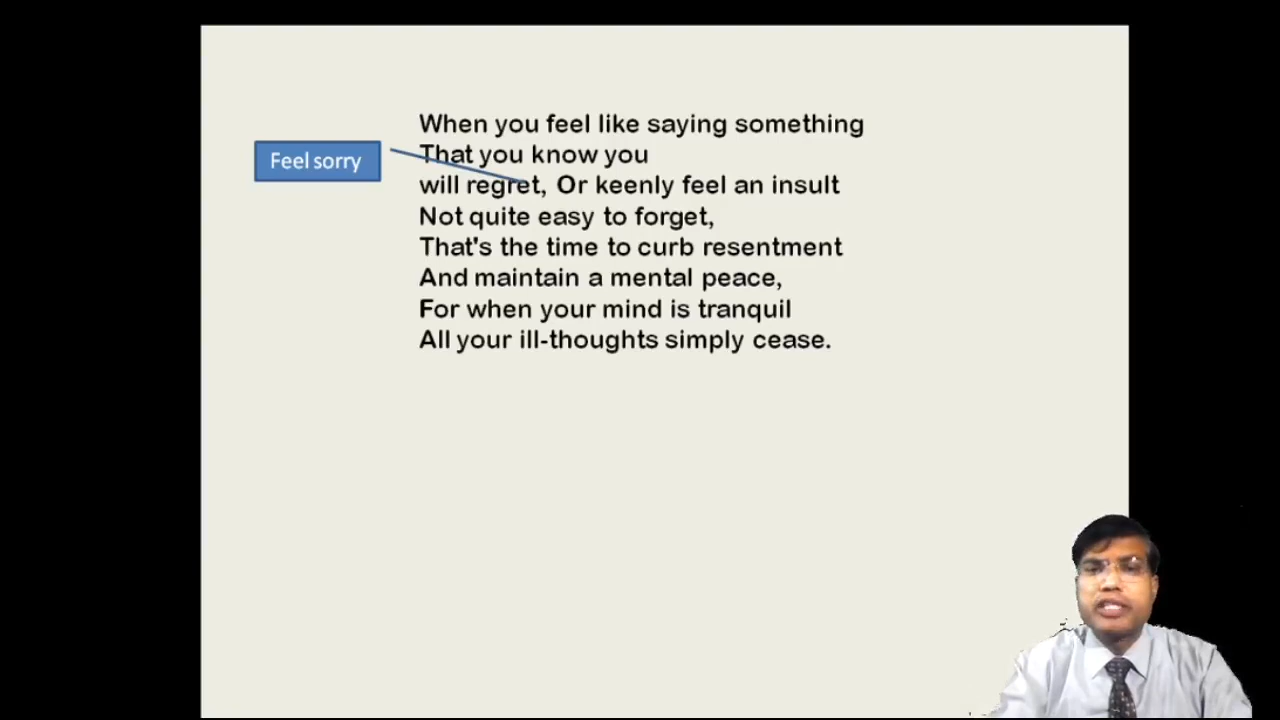 When you feel like saying something
Feel sorry
That you know you
will regret, Or keenly feel an insult
Not quite easy to forget,
That's the time to curb resentment
And maintain a mental peace,
For when your mind is tranquil
All your ill-thoughts simply cease.